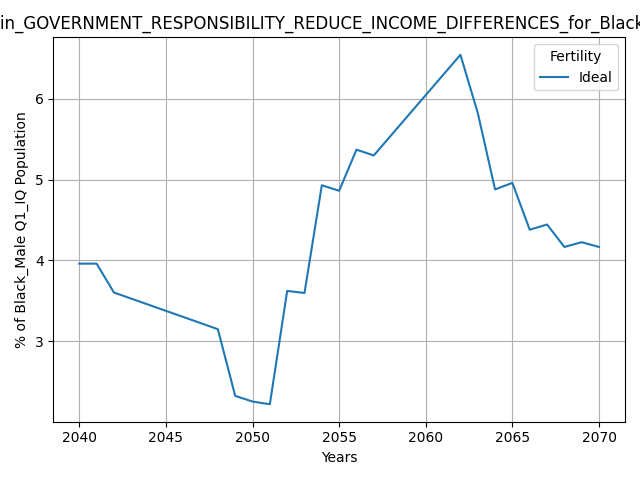 in_GOVERNMENT_RESPONSIBILITY_REDUCE_INCOME_DIFFERENCES_for_Black
Fertility
Ideal
% of Black_Male Q1_IQ Population
6
5
4
3
2040 2045 2050 2055 2060 2065 2070
Years